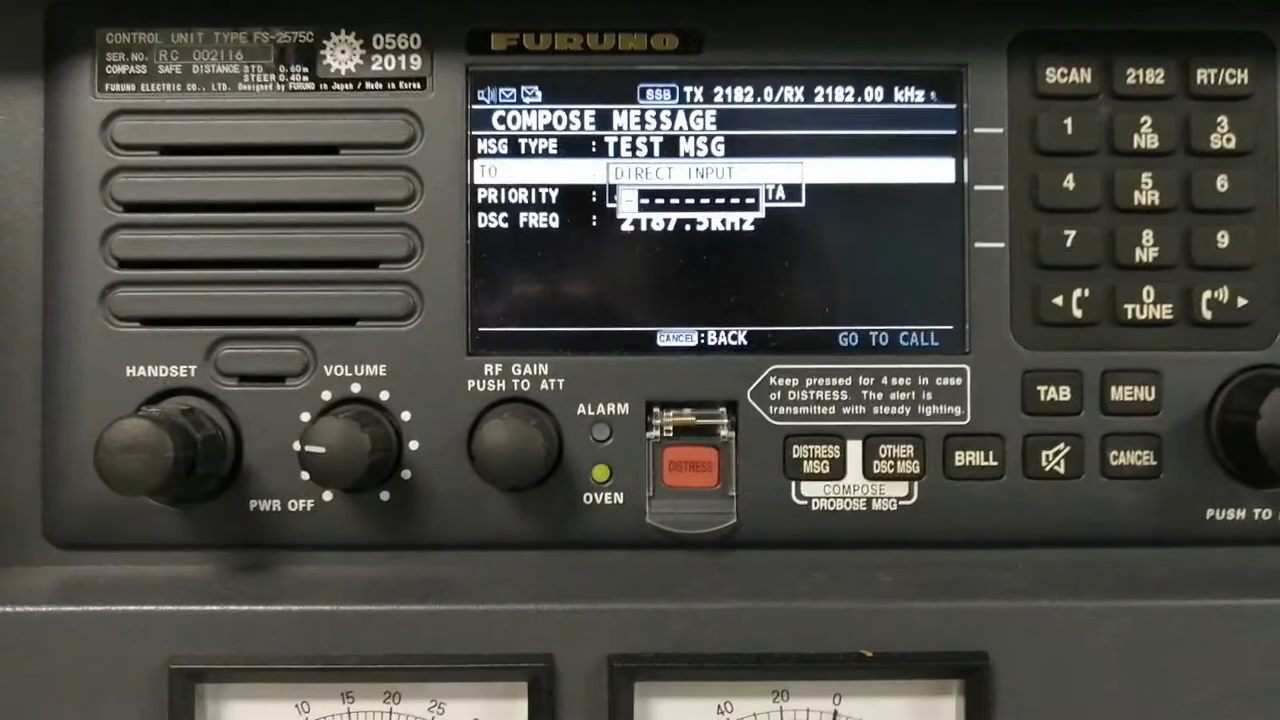 CONTROL UNIT TYPE FS-2575C
SER.NO. RC 002116
COMPASS SAFE DISTANCE STD 0.60m
STEER 0.40m
FURUNO ELECTRIC CO., LTD. Designed by FURUNO in Japan / Made in Korea
0560
2019
FURUNO
SSB TX 2182.0/RX 2182.00 kHz
COMPOSE MESSAGE
MSG TYPE : TEST MSG
TO :
DIRECT INPUT
PRIORITY :
TA
- - - - - - - - -
DSC FREQ : 2187.5kHz
CANCEL :BACK
GO TO CALL
SCAN
2182
RT/CH
1
2
NB
3
SQ
4
5
NR
6
7
8
NF
9
0
TUNE
HANDSET
VOLUME
PWR OFF
RF GAIN
PUSH TO ATT
ALARM
OVEN
DISTRESS
Keep pressed for 4 sec in case
of DISTRESS. The alert is
transmitted with steady lighting.
DISTRESS
MSG
OTHER
DSC MSG
COMPOSE
DROBOSE MSG
BRILL
TAB
MENU
CANCEL
PUSH TO
10 15 20 25
40 20 0